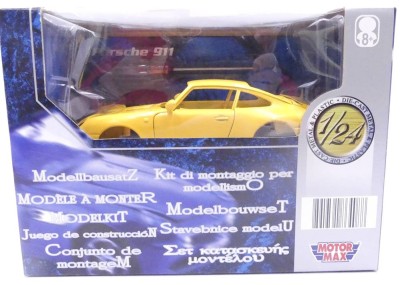 Porsche 911
8+
DIE-CAST METAL & PLASTIC
1/24
ModellbausatZ
Kit di montaggio per
modellismO
MODÈLE A MONTER
MODELKIT
ModelbouwseT
Juego de construccióN
Stavebnice modelU
Conjunto de
montageM
Σετ κατασκευής
μοντέλου
MOTOR
MAX